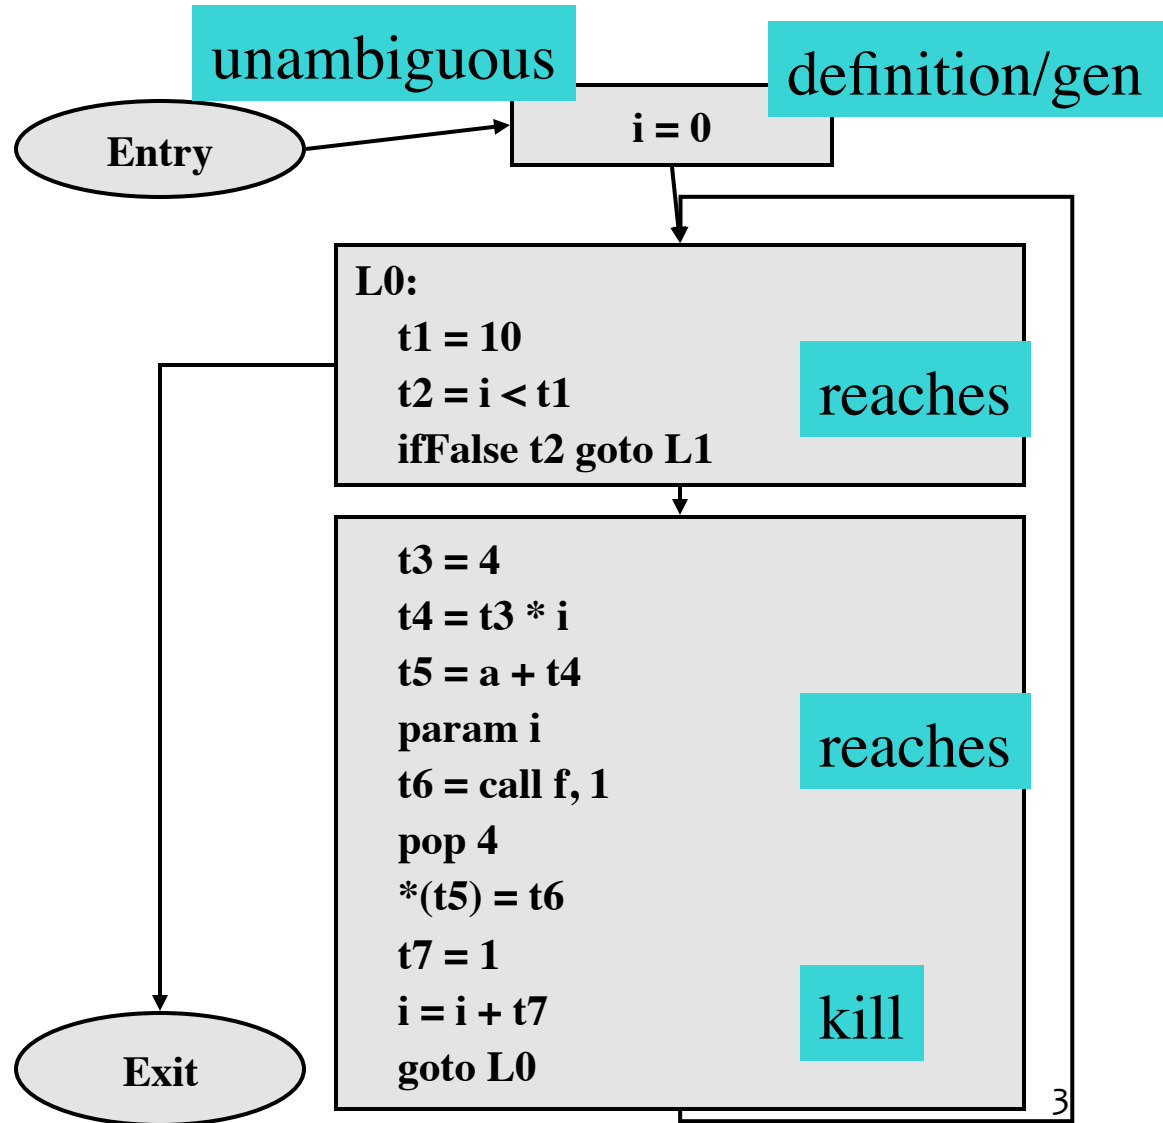 unambiguous
definition/gen
Entry
i = 0
L0:
t1 = 10
t2 = i < t1
reaches
ifFalse t2 goto L1
t3 = 4
t4 = t3 * i
t5 = a + t4
param i
reaches
t6 = call f, 1
pop 4
*(t5) = t6
t7 = 1
i = i + t7
kill
goto L0
Exit
3